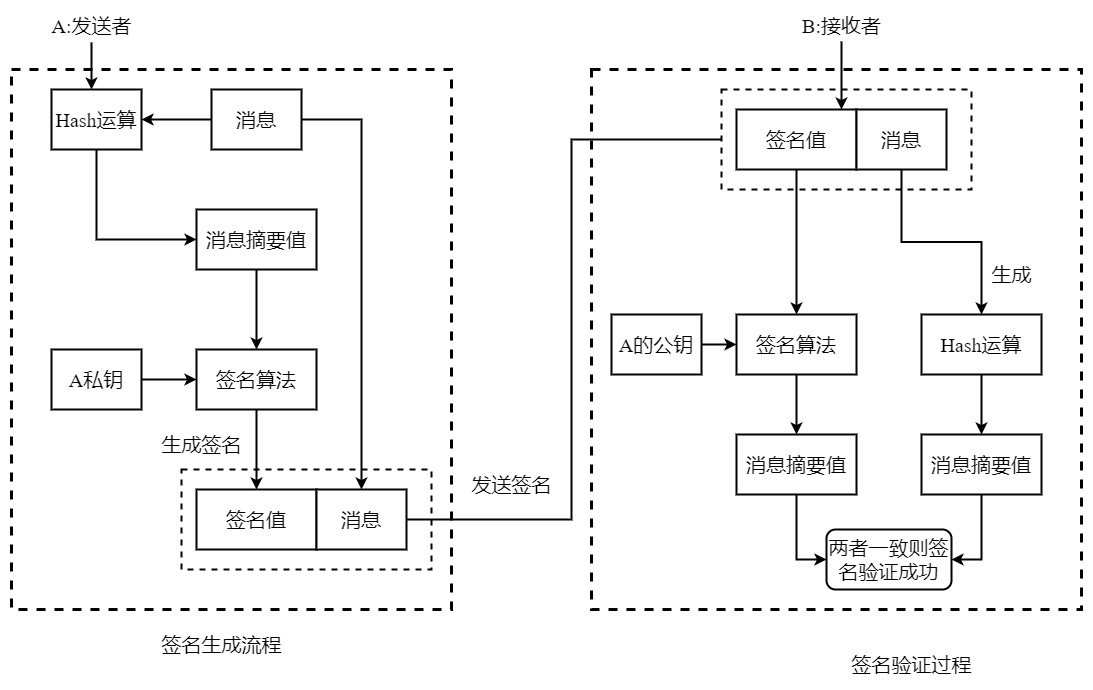 A:发送者
Hash运算
消息
消息摘要值
A私钥
签名算法
生成签名
签名值
消息
签名生成流程
发送签名
B:接收者
签名值
消息
生成
A的公钥
签名算法
Hash运算
消息摘要值
消息摘要值
两者一致则签
名验证成功
签名验证过程